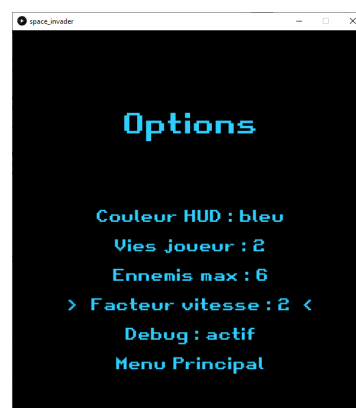 space_invader
Options
Couleur HUD : bleu
Vies joueur : 2
Ennemis max : 6
> Facteur vitesse : 2 <
Debug : actif
Menu Principal